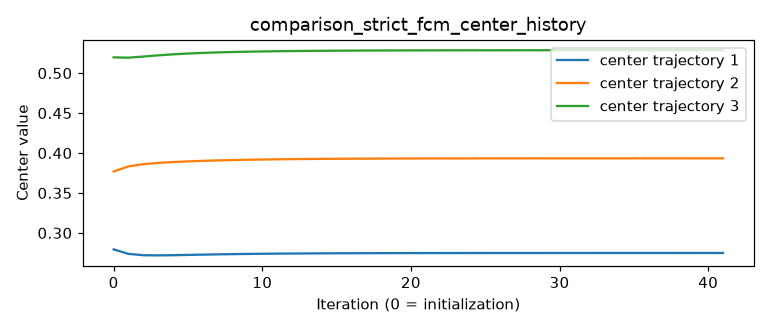 comparison_strict_fcm_center_history
center trajectory 1
center trajectory 2
center trajectory 3
Center value
0.50
0.45
0.40
0.35
0.30
0 10 20 30 40
Iteration (0 = initialization)